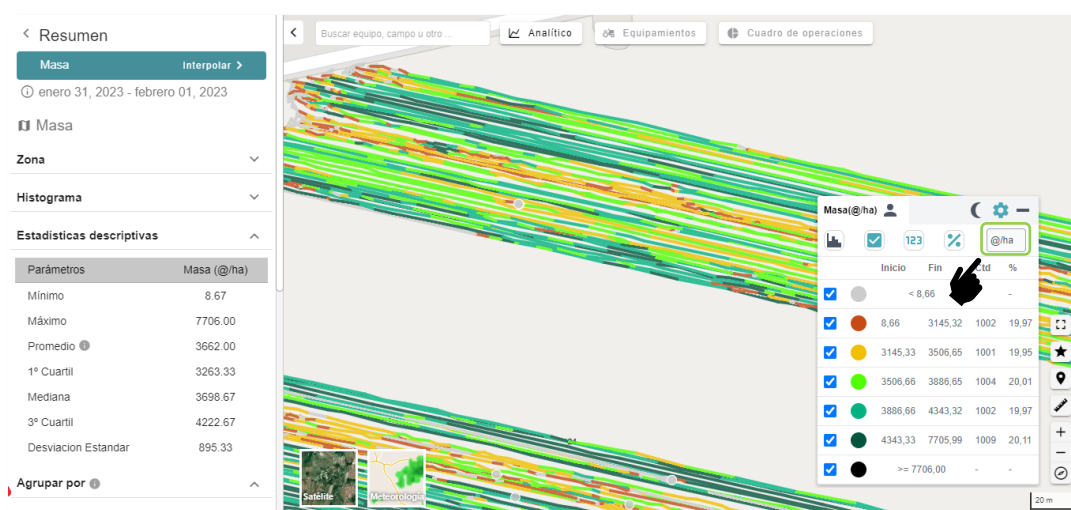 Resumen
Masa
Interpolar >
enero 31, 2023 - febrero 01, 2023
Masa
Zona
Histograma
Estadisticas descriptivas
Parámetros Masa (@/ha)
Mínimo 8.67
Máximo 7706.00
Promedio 3662.00
1º Cuartil 3263.33
Mediana 3698.67
3º Cuartil 4222.67
Desviacion Estandar 895.33
Agrupar por
Buscar equipo, campo u otro ...
Analítico
Equipamientos
Cuadro de operaciones
Masa(@/ha)
123
%
@/ha
Inicio Fin Ctd %
< 8,66 -
8,66 3145,32 1002 19,97
3145,33 3506,65 1001 19,95
3506,66 3886,65 1004 20,01
3886,66 4343,32 1002 19,97
4343,33 7705,99 1009 20,11
>= 7706,00 - -
Satélite
Meteorología
20 m